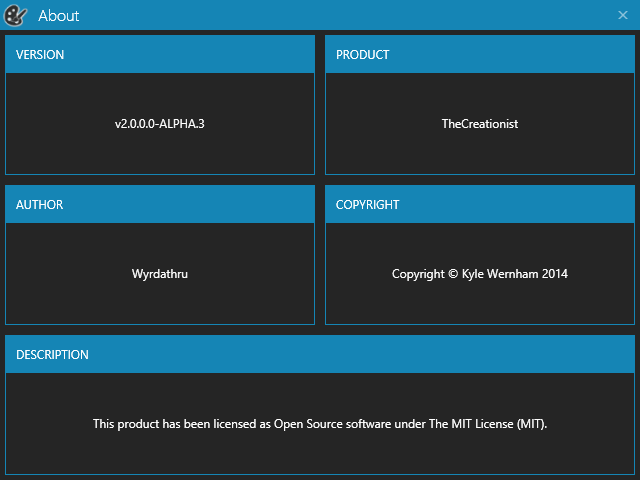 About
VERSION
PRODUCT
v2.0.0.0-ALPHA.3
TheCreationist
AUTHOR
COPYRIGHT
Wyrdathru
Copyright © Kyle Wernham 2014
DESCRIPTION
This product has been licensed as Open Source software under The MIT License (MIT).